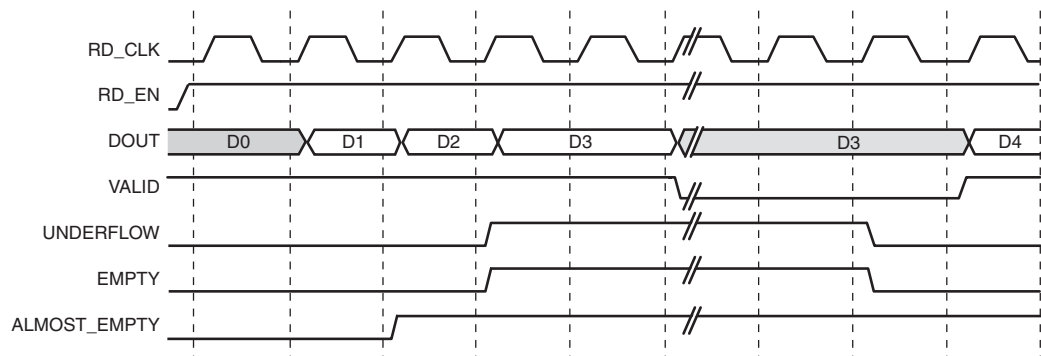 RD_CLK
RD_EN
DOUT D0 D1 D2 D3 D3 D4
VALID
UNDERFLOW
EMPTY
ALMOST_EMPTY